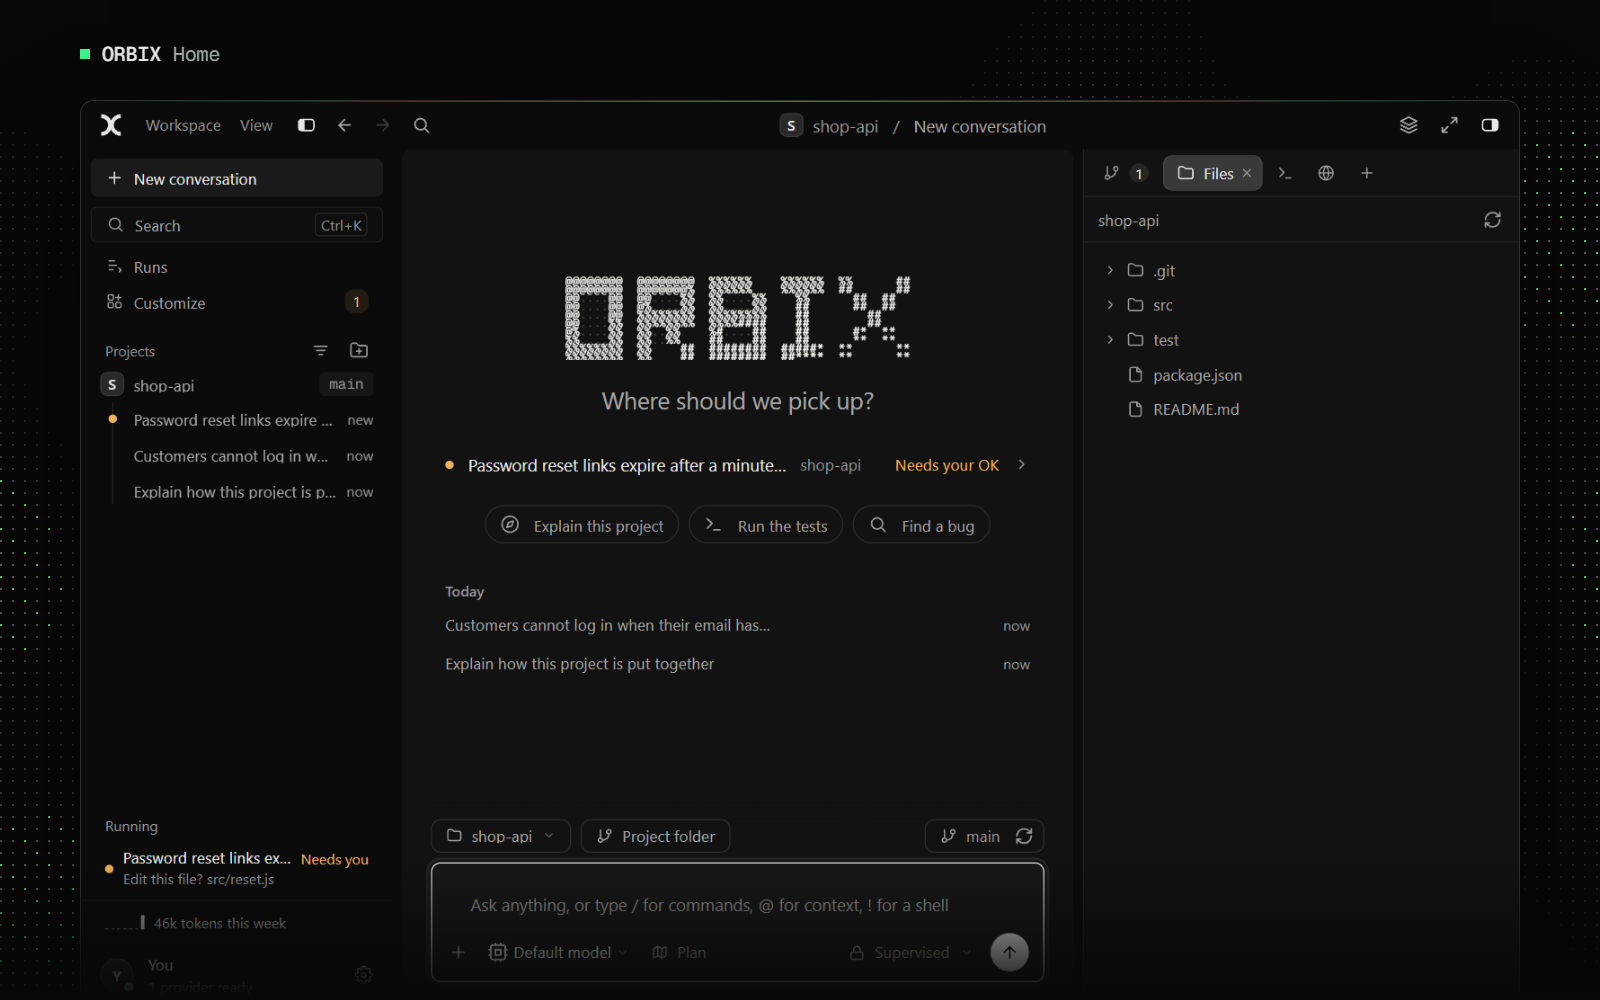 ORBIX Home
Workspace View
S shop-api / New conversation
New conversation
Search Ctrl+K
Runs
Customize 1
Projects
S shop-api main
Password reset links expire ... new
Customers cannot log in w... now
Explain how this project is p... now
Running
Password reset links ex... Needs you
Edit this file? src/reset.js
46k tokens this week
Y You
1 provider ready
ORBIX
Where should we pick up?
Password reset links expire after a minute... shop-api Needs your OK
Explain this project
Run the tests
Find a bug
Today
Customers cannot log in when their email has... now
Explain how this project is put together now
shop-api
Project folder
main
Ask anything, or type / for commands, @ for context, ! for a shell
Default model
Plan
Supervised
1
Files
shop-api
.git
src
test
package.json
README.md